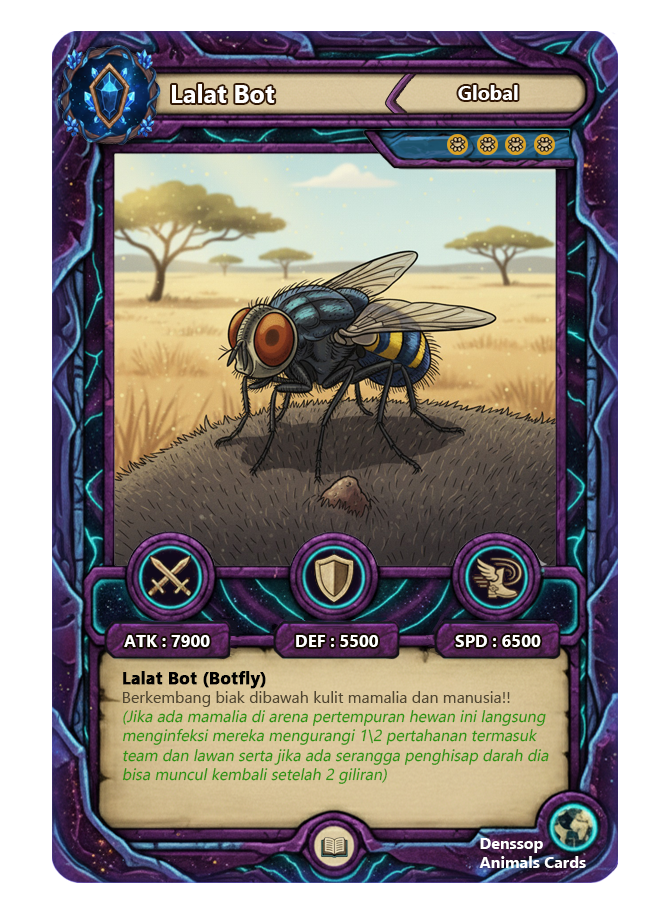 Lalat Bot
Global
ATK : 7900
DEF : 5500
SPD : 6500
Lalat Bot (Botfly)
Berkembang biak dibawah kulit mamalia dan manusia!!
(Jika ada mamalia di arena pertempuran hewan ini langsung
menginfeksi mereka mengurangi 1\2 pertahanan termasuk
team dan lawan serta jika ada serangga penghisap darah dia
bisa muncul kembali setelah 2 giliran)
Denssop
Animals Cards